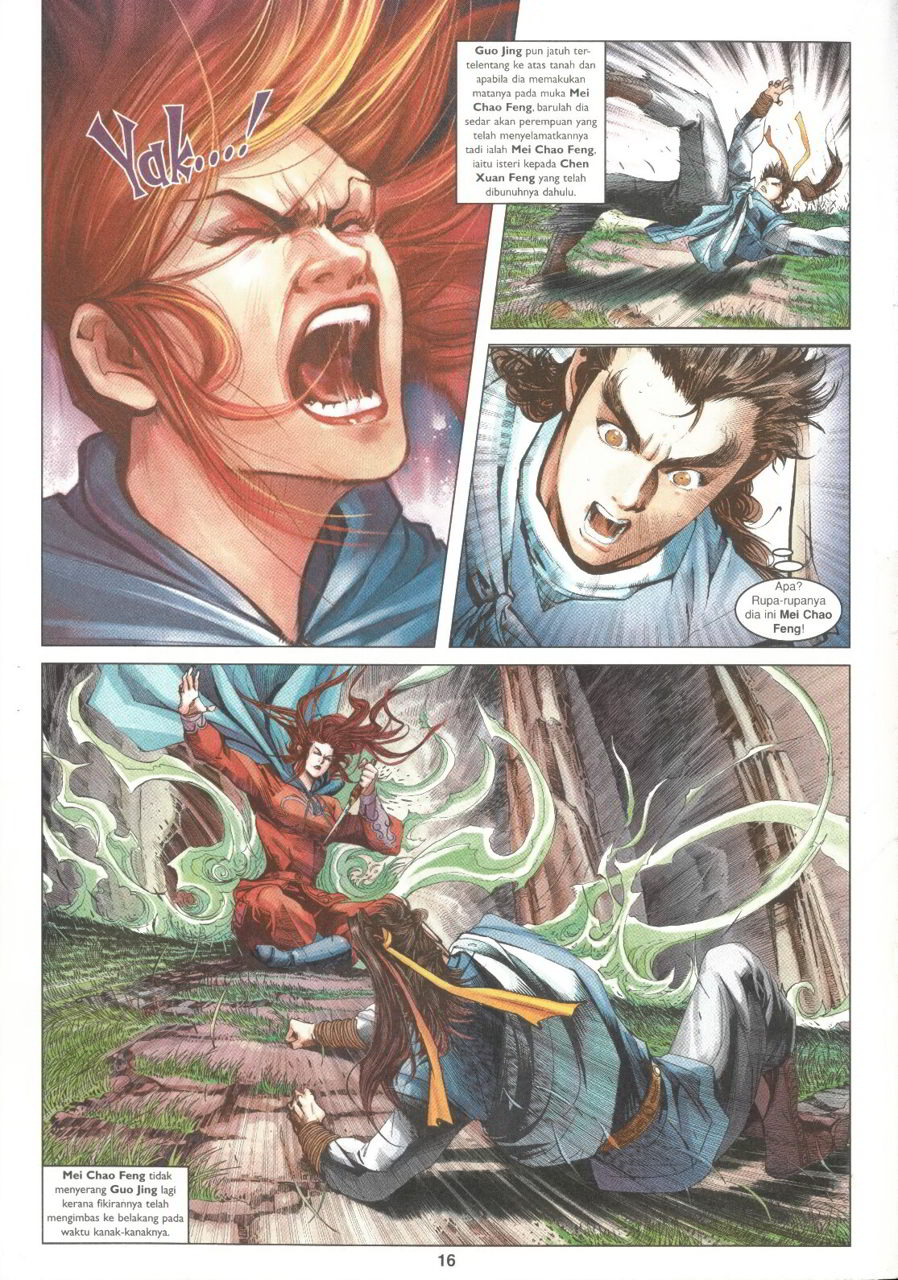 Yak....!
Guo Jing pun jatuh ter-
telentang ke atas tanah dan
apabila dia memakukan
matanya pada muka Mei
Chao Feng, barulah dia
sedar akan perempuan yang
telah menyelamatkannya
tadi ialah Mei Chao Feng,
iaitu isteri kepada Chen
Xuan Feng yang telah
dibunuhnya dahulu.
Apa?
Rupa-rupanya
dia ini Mei Chao
Feng!
Mei Chao Feng tidak
menyerang Guo Jing lagi
kerana fikirannya telah
mengimbas ke belakang pada
waktu kanak-kanaknya.
16